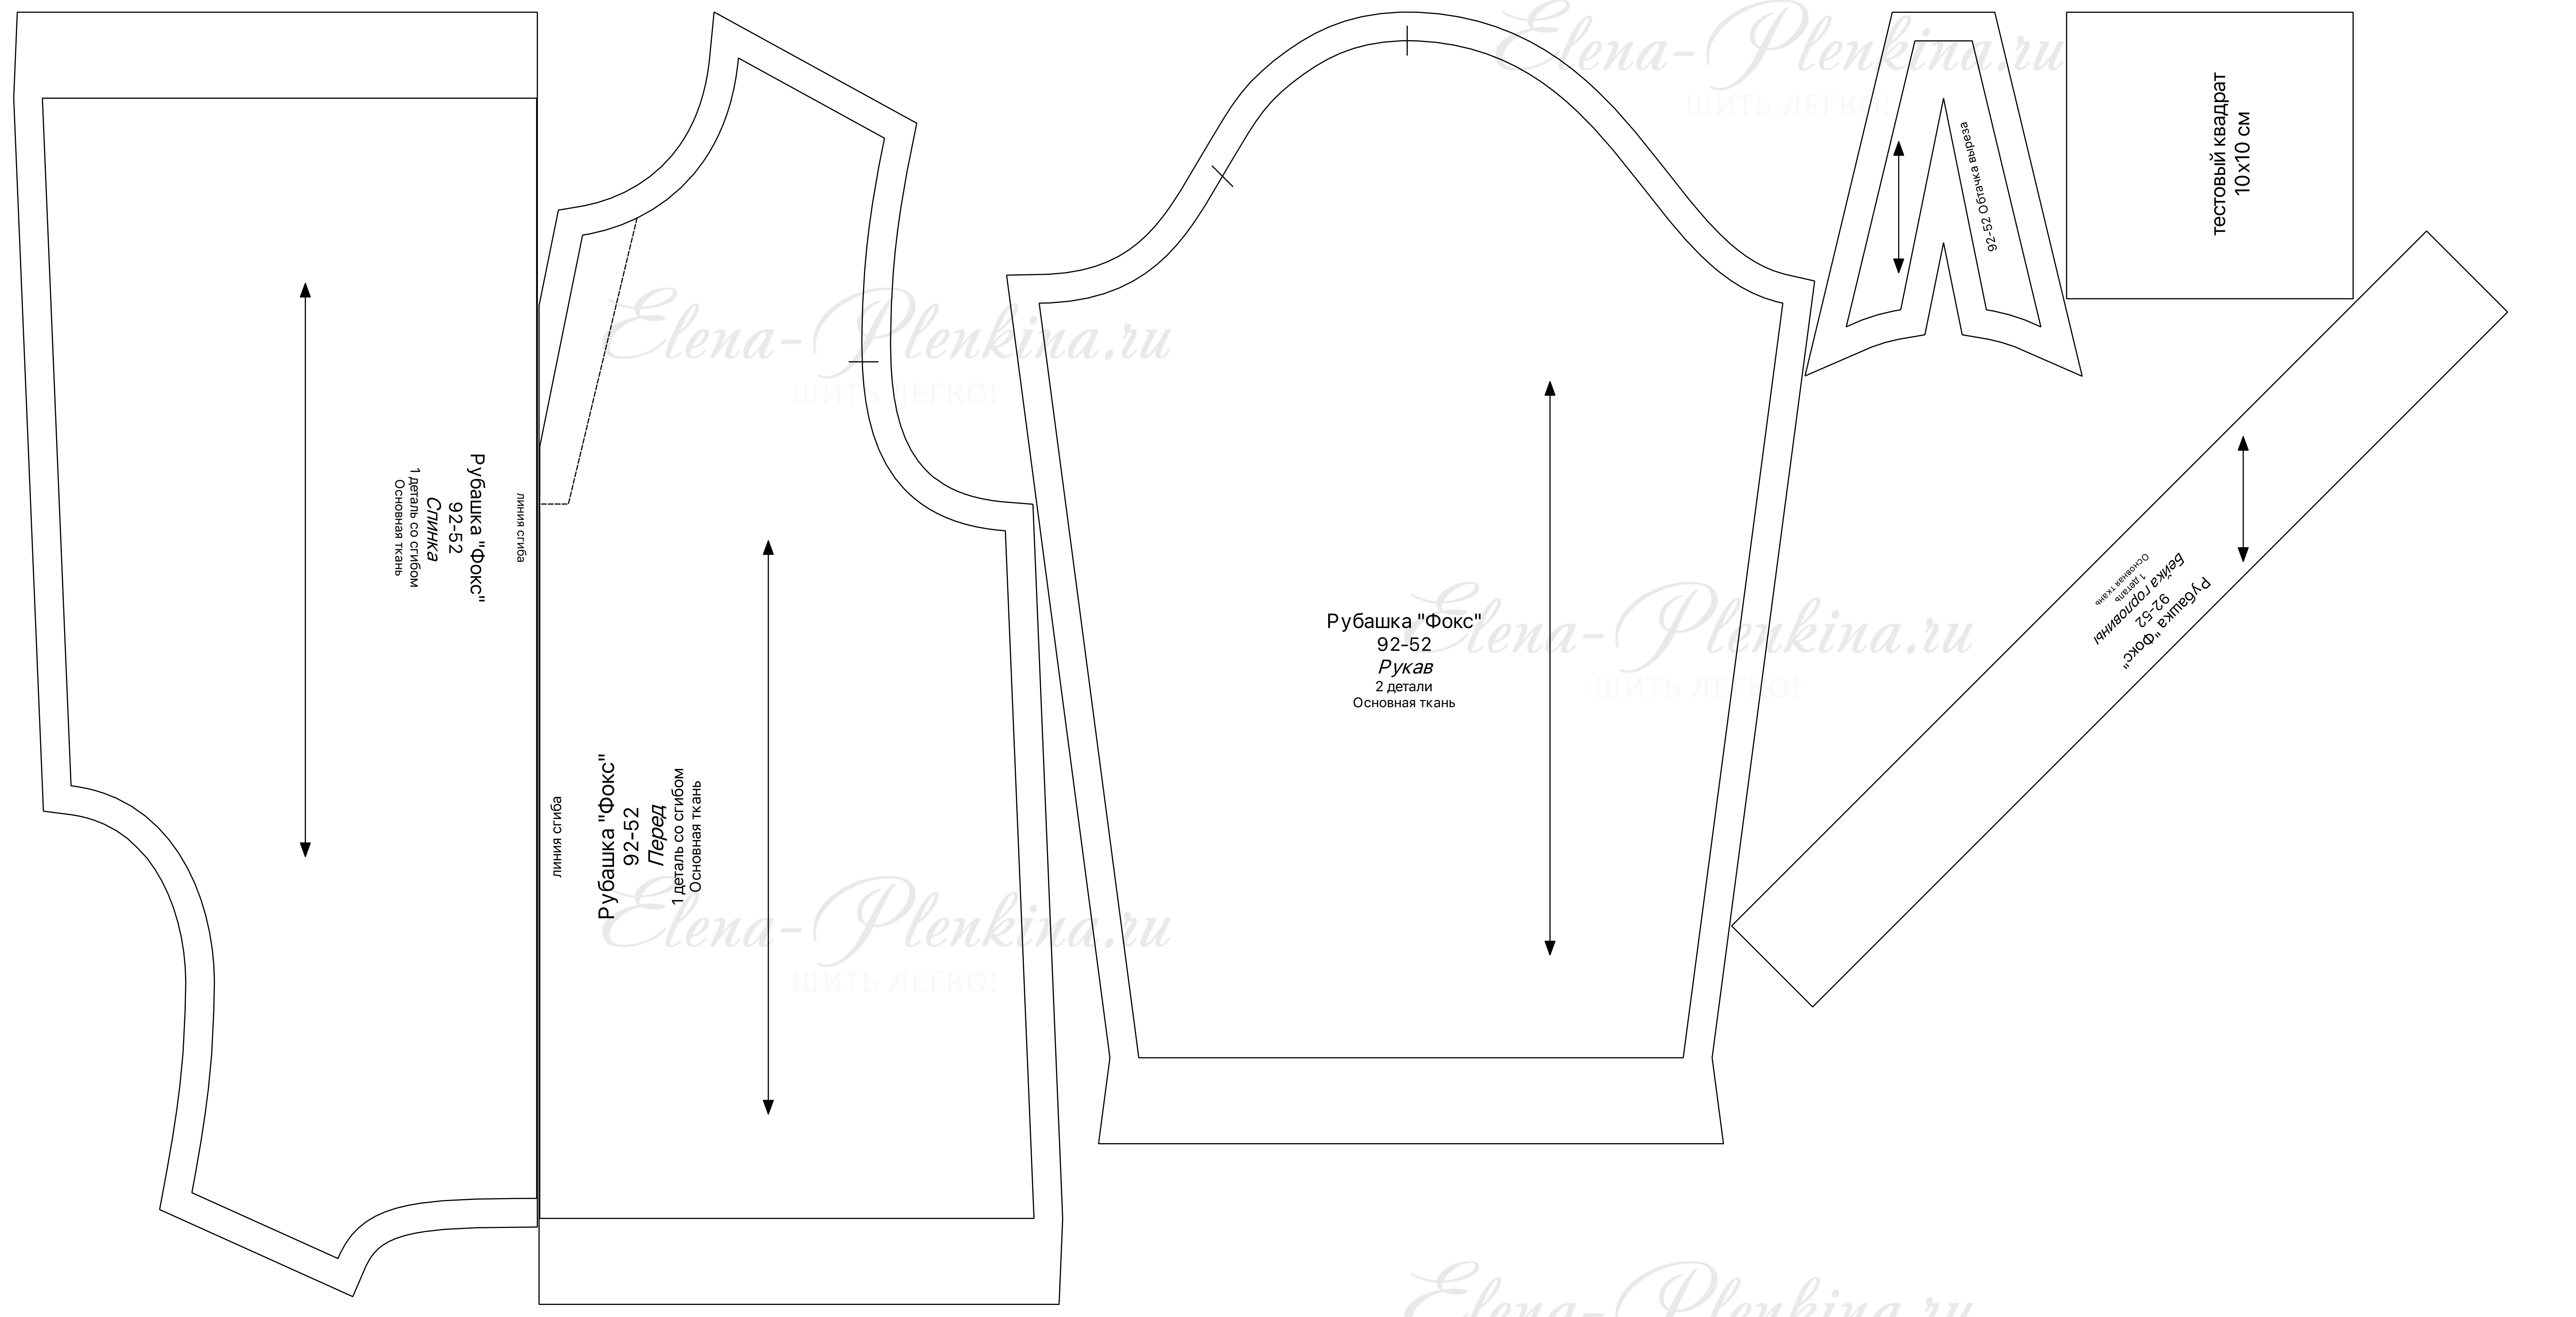 Рубашка "Фокс"
92-52
Спинка
1 деталь со сгибом
Основная ткань
линия сгиба
линия сгиба
Рубашка "Фокс"
92-52
Перед
1 деталь со сгибом
Основная ткань
Рубашка "Фокс"
92-52
Рукав
2 детали
Основная ткань
92-52 Обтачка выреза
тестовый квадрат
10х10 см
Рубашка "Фокс"
92-52
Бейка горловины
1 деталь
Основная ткань
Elena-Plenkina.ru
ШИТЬ ЛЕГКО!
Elena-Plenkina.ru
ШИТЬ ЛЕГКО!
Elena-Plenkina.ru
ШИТЬ ЛЕГКО!
Elena-Plenkina.ru
ШИТЬ ЛЕГКО!
Elena-Plenkina.ru